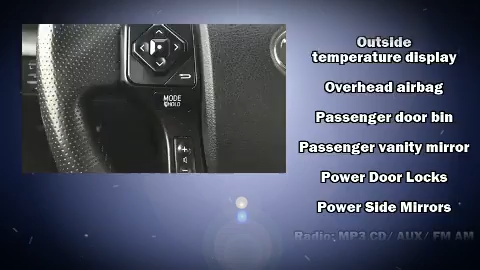 MODE
HOLD
+
Outside
temperature display
Overhead airbag
Passenger door bin
Passenger vanity mirror
Power Door Locks
Power Side Mirrors
Radio: MP3 CD/ AUX/ FM AM